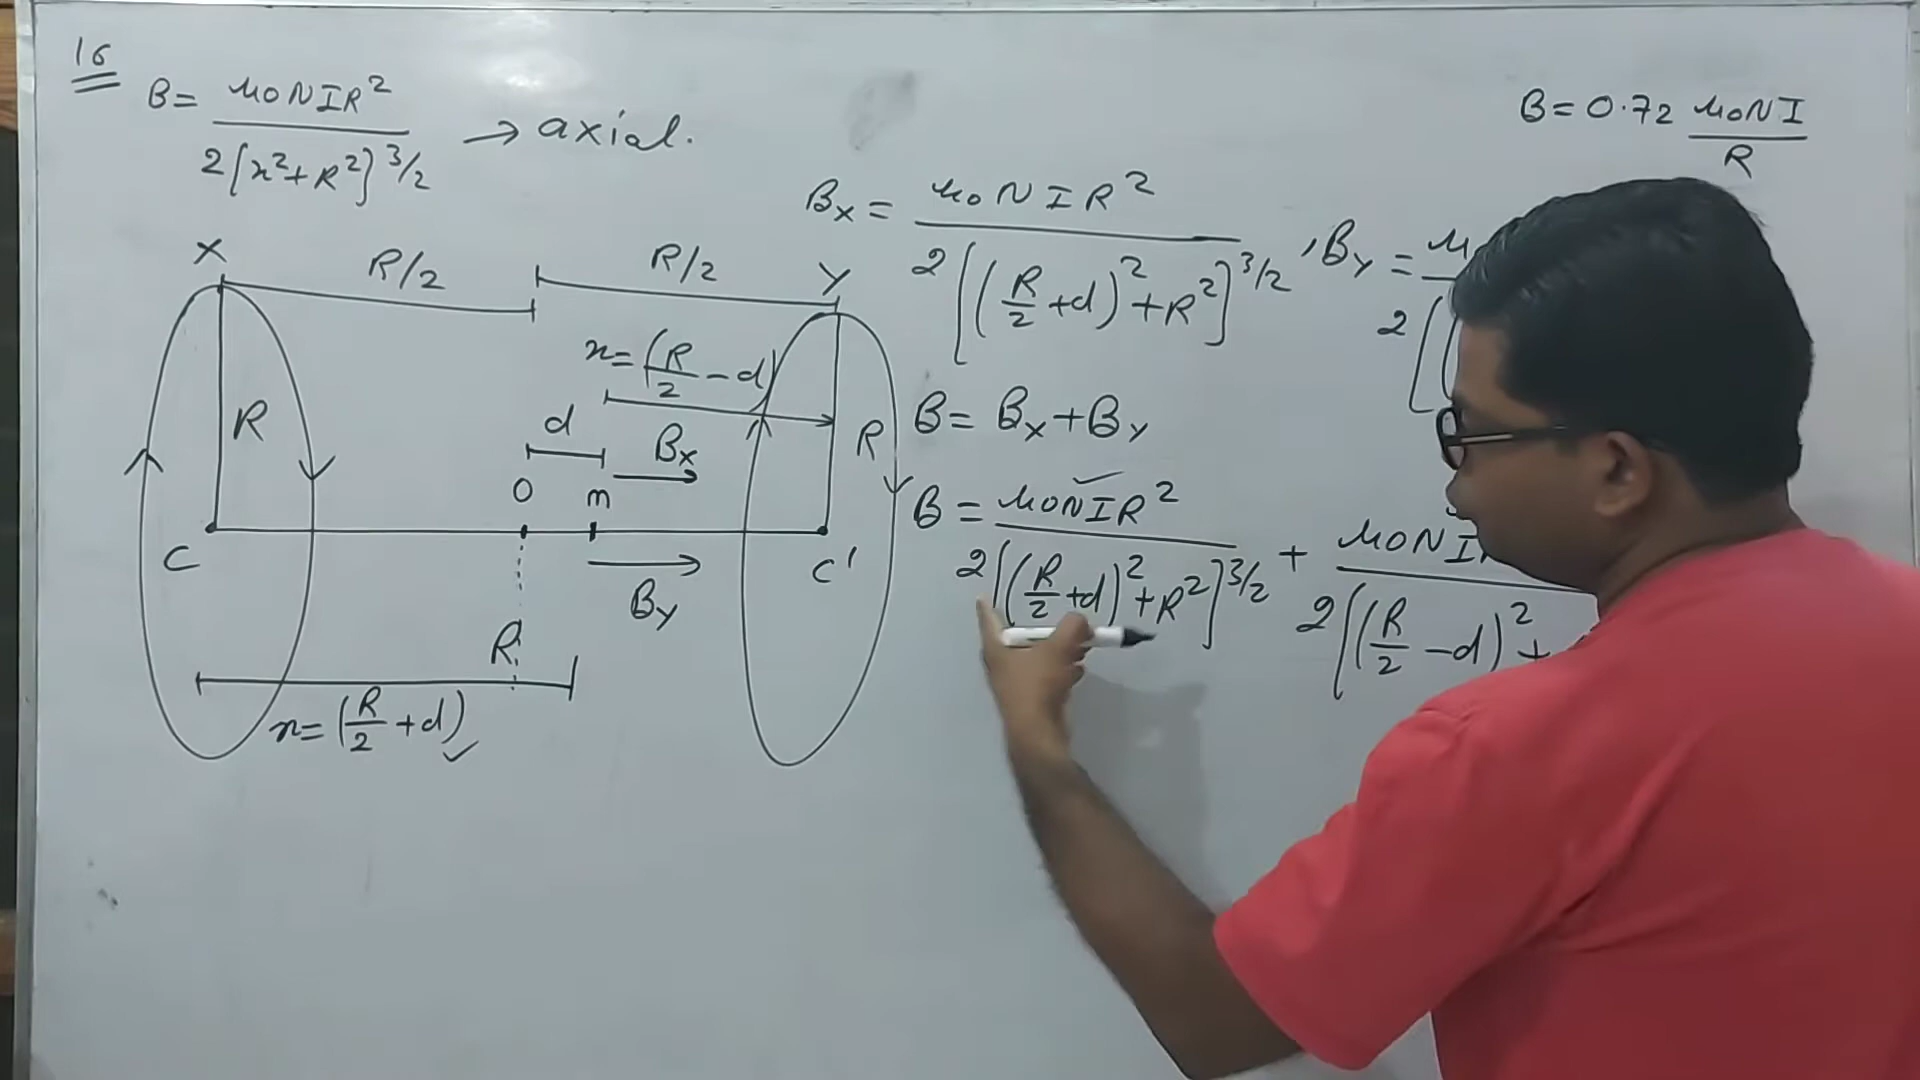 16
B = μ0NIR²
2[x²+R²]^3/2 → axial.
B = 0.72 μ0NI
R
X
R/2
R/2
Y
Bx = μ0NIR²
2[(R/2 +d)²+R²]^3/2 , By =
2
x=(R/2 -d)
R
d
Bx
R
O
m
B = Bx+By
B = μ0NIR²
2[(R/2 +d)²+R²]^3/2 + μ0NI
2[(R/2 -d)²+
C
C'
By
R
x=(R/2 +d)